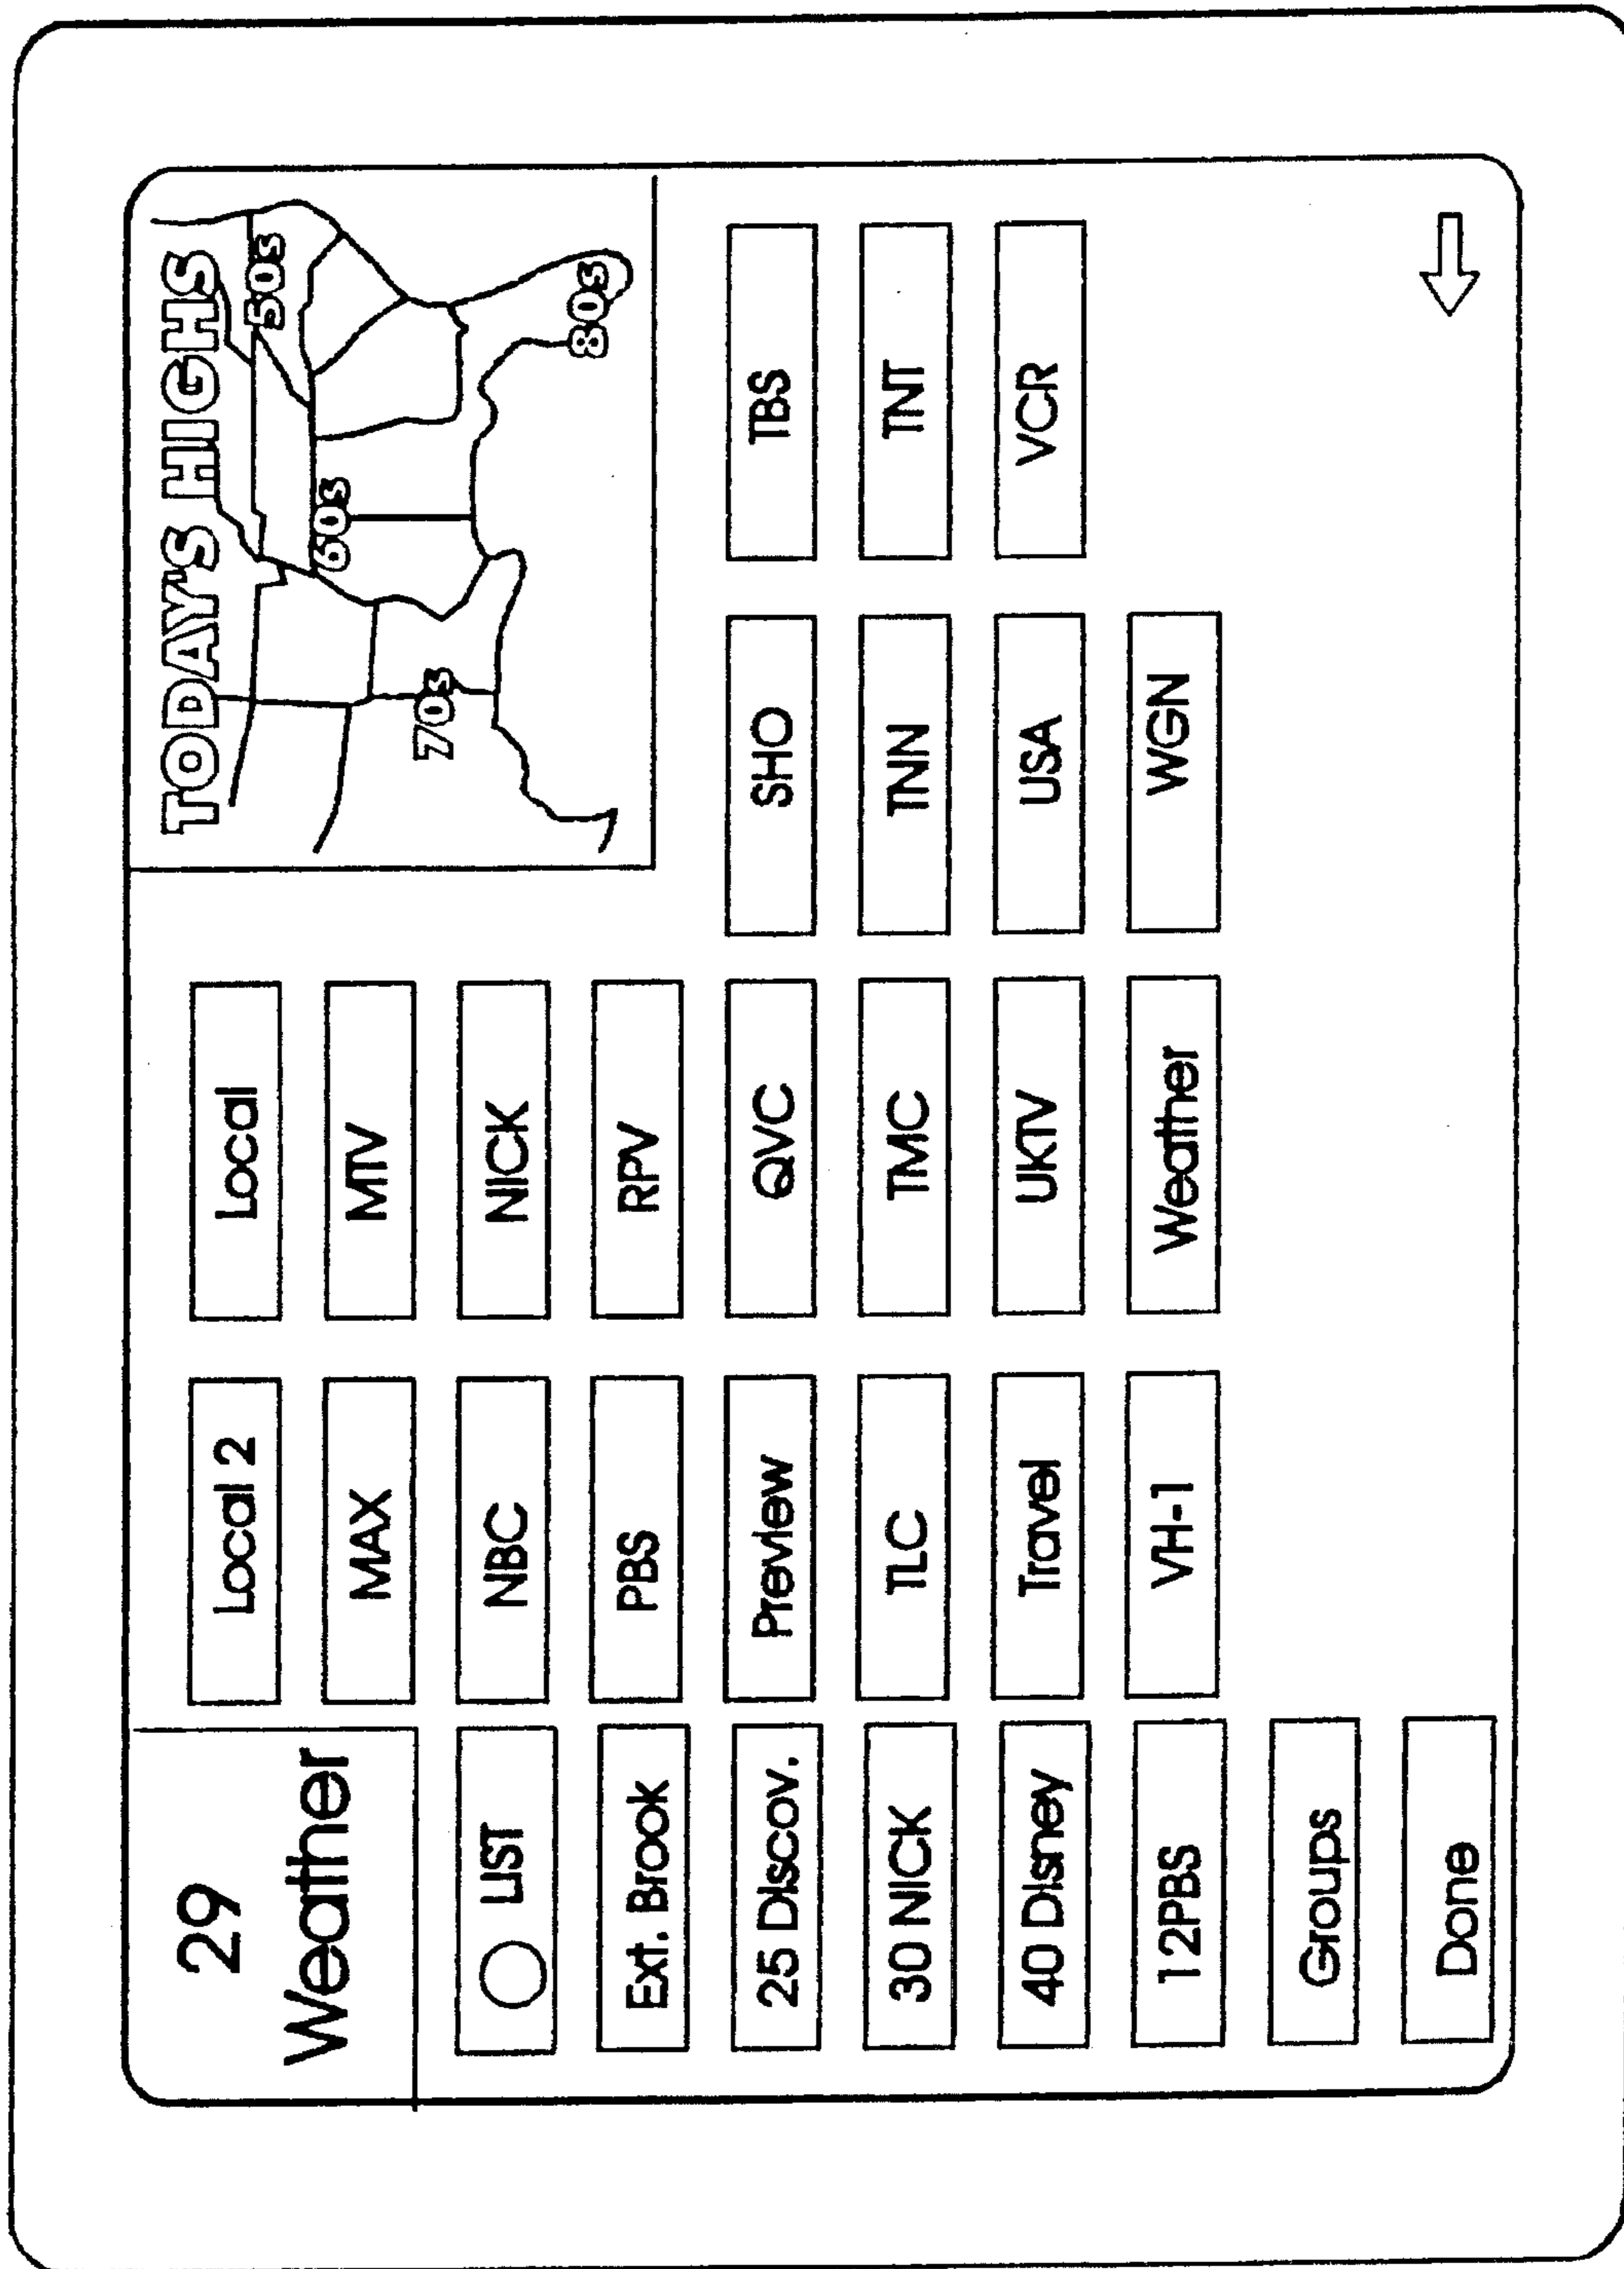 29
Weather
TODAY'S HIGHS
50s
60s
70s
80s
Local 2 Local
MAX MTV
LIST NBC NICK
Ext. Brook PBS RPV
25 Discov. Preview QVC SHO TBS
30 NICK TLC TMC TNN TNT
40 Disney Travel UKTV USA VCR
12PBS VH-1 Weather WGN
Groups
Done